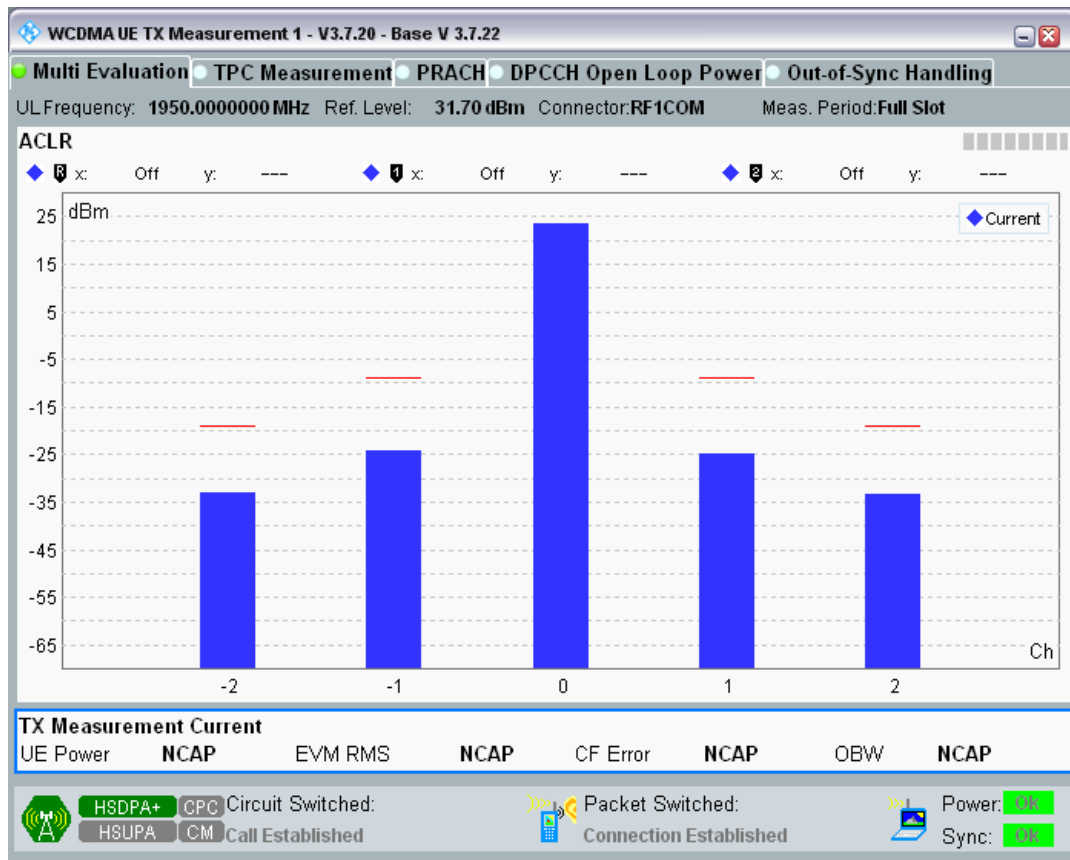 WCDMA UE TX Measurement 1 - V3.7.20 - Base V 3.7.22
Multi Evaluation TPC Measurement PRACH DPCCH Open Loop Power Out-of-Sync Handling
UL Frequency: 1950.0000000 MHz Ref. Level: 31.70 dBm Connector:RF1COM Meas. Period:Full Slot
ACLR
R x: Off y: --- 1 x: Off y: --- 2 x: Off y: ---
dBm
Current
25
15
5
-5
-15
-25
-35
-45
-55
-65
Ch
-2 -1 0 1 2
TX Measurement Current
UE Power NCAP EVM RMS NCAP CF Error NCAP OBW NCAP
HSDPA+ CPC Circuit Switched: Packet Switched: Power: Ok
HSUPA CM Call Established Connection Established Sync: Ok